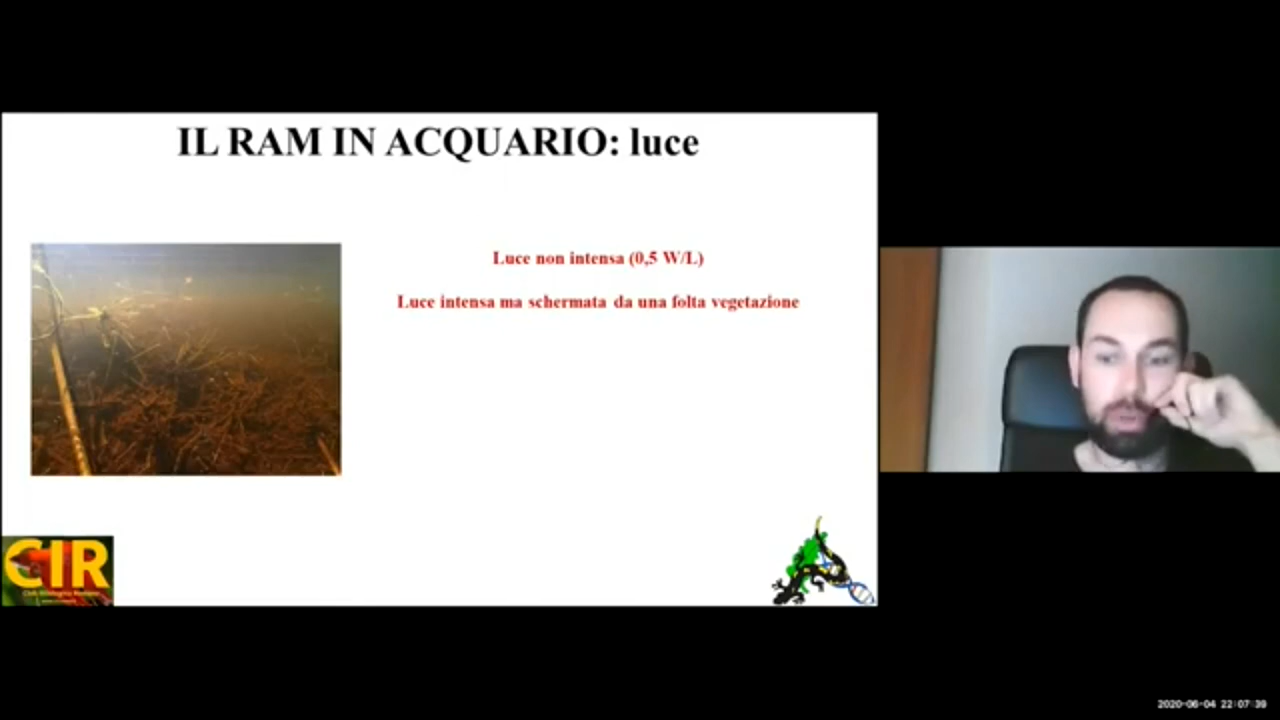 IL RAM IN ACQUARIO: luce
Luce non intensa (0,5 W/L)
Luce intensa ma schermata da una folta vegetazione
CIR
2020-06-04 22:07:39